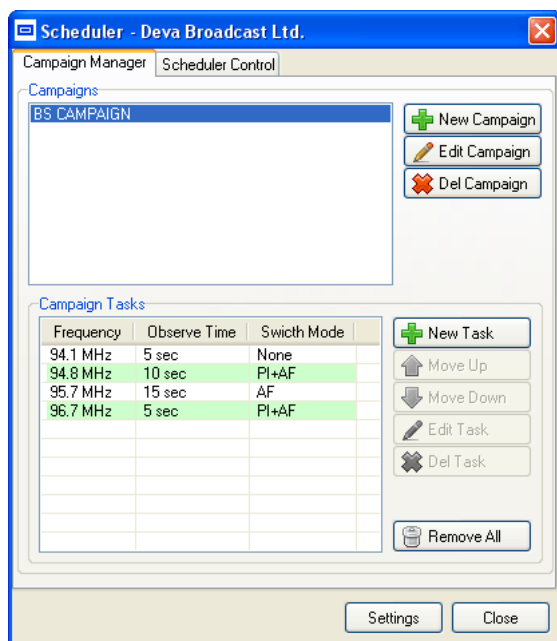 Scheduler - Deva Broadcast Ltd.
Campaign Manager Scheduler Control
Campaigns
BS CAMPAIGN
New Campaign
Edit Campaign
Del Campaign
Campaign Tasks
Frequency Observe Time Swicth Mode
94.1 MHz 5 sec None
94.8 MHz 10 sec PI+AF
95.7 MHz 15 sec AF
96.7 MHz 5 sec PI+AF
New Task
Move Up
Move Down
Edit Task
Del Task
Remove All
Settings Close